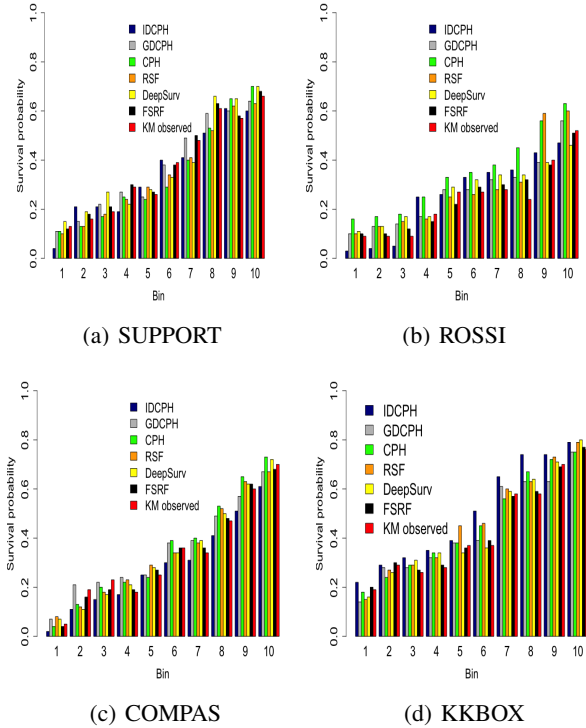 Survival probability
0.0 0.2 0.4 0.6 0.8 1.0
IDCPH
GDCPH
CPH
RSF
DeepSurv
FSRF
KM observed
1 2 3 4 5 6 7 8 9 10
Bin
(a) SUPPORT
Survival probability
0.0 0.2 0.4 0.6 0.8 1.0
IDCPH
GDCPH
CPH
RSF
DeepSurv
FSRF
KM observed
1 2 3 4 5 6 7 8 9 10
Bin
(b) ROSSI
Survival probability
0.0 0.2 0.4 0.6 0.8 1.0
IDCPH
GDCPH
CPH
RSF
DeepSurv
FSRF
KM observed
1 2 3 4 5 6 7 8 9 10
Bin
(c) COMPAS
Survival probability
0.0 0.2 0.4 0.6 0.8 1.0
IDCPH
GDCPH
CPH
RSF
DeepSurv
FSRF
KM observed
1 2 3 4 5 6 7 8 9 10
Bin
(d) KKBOX